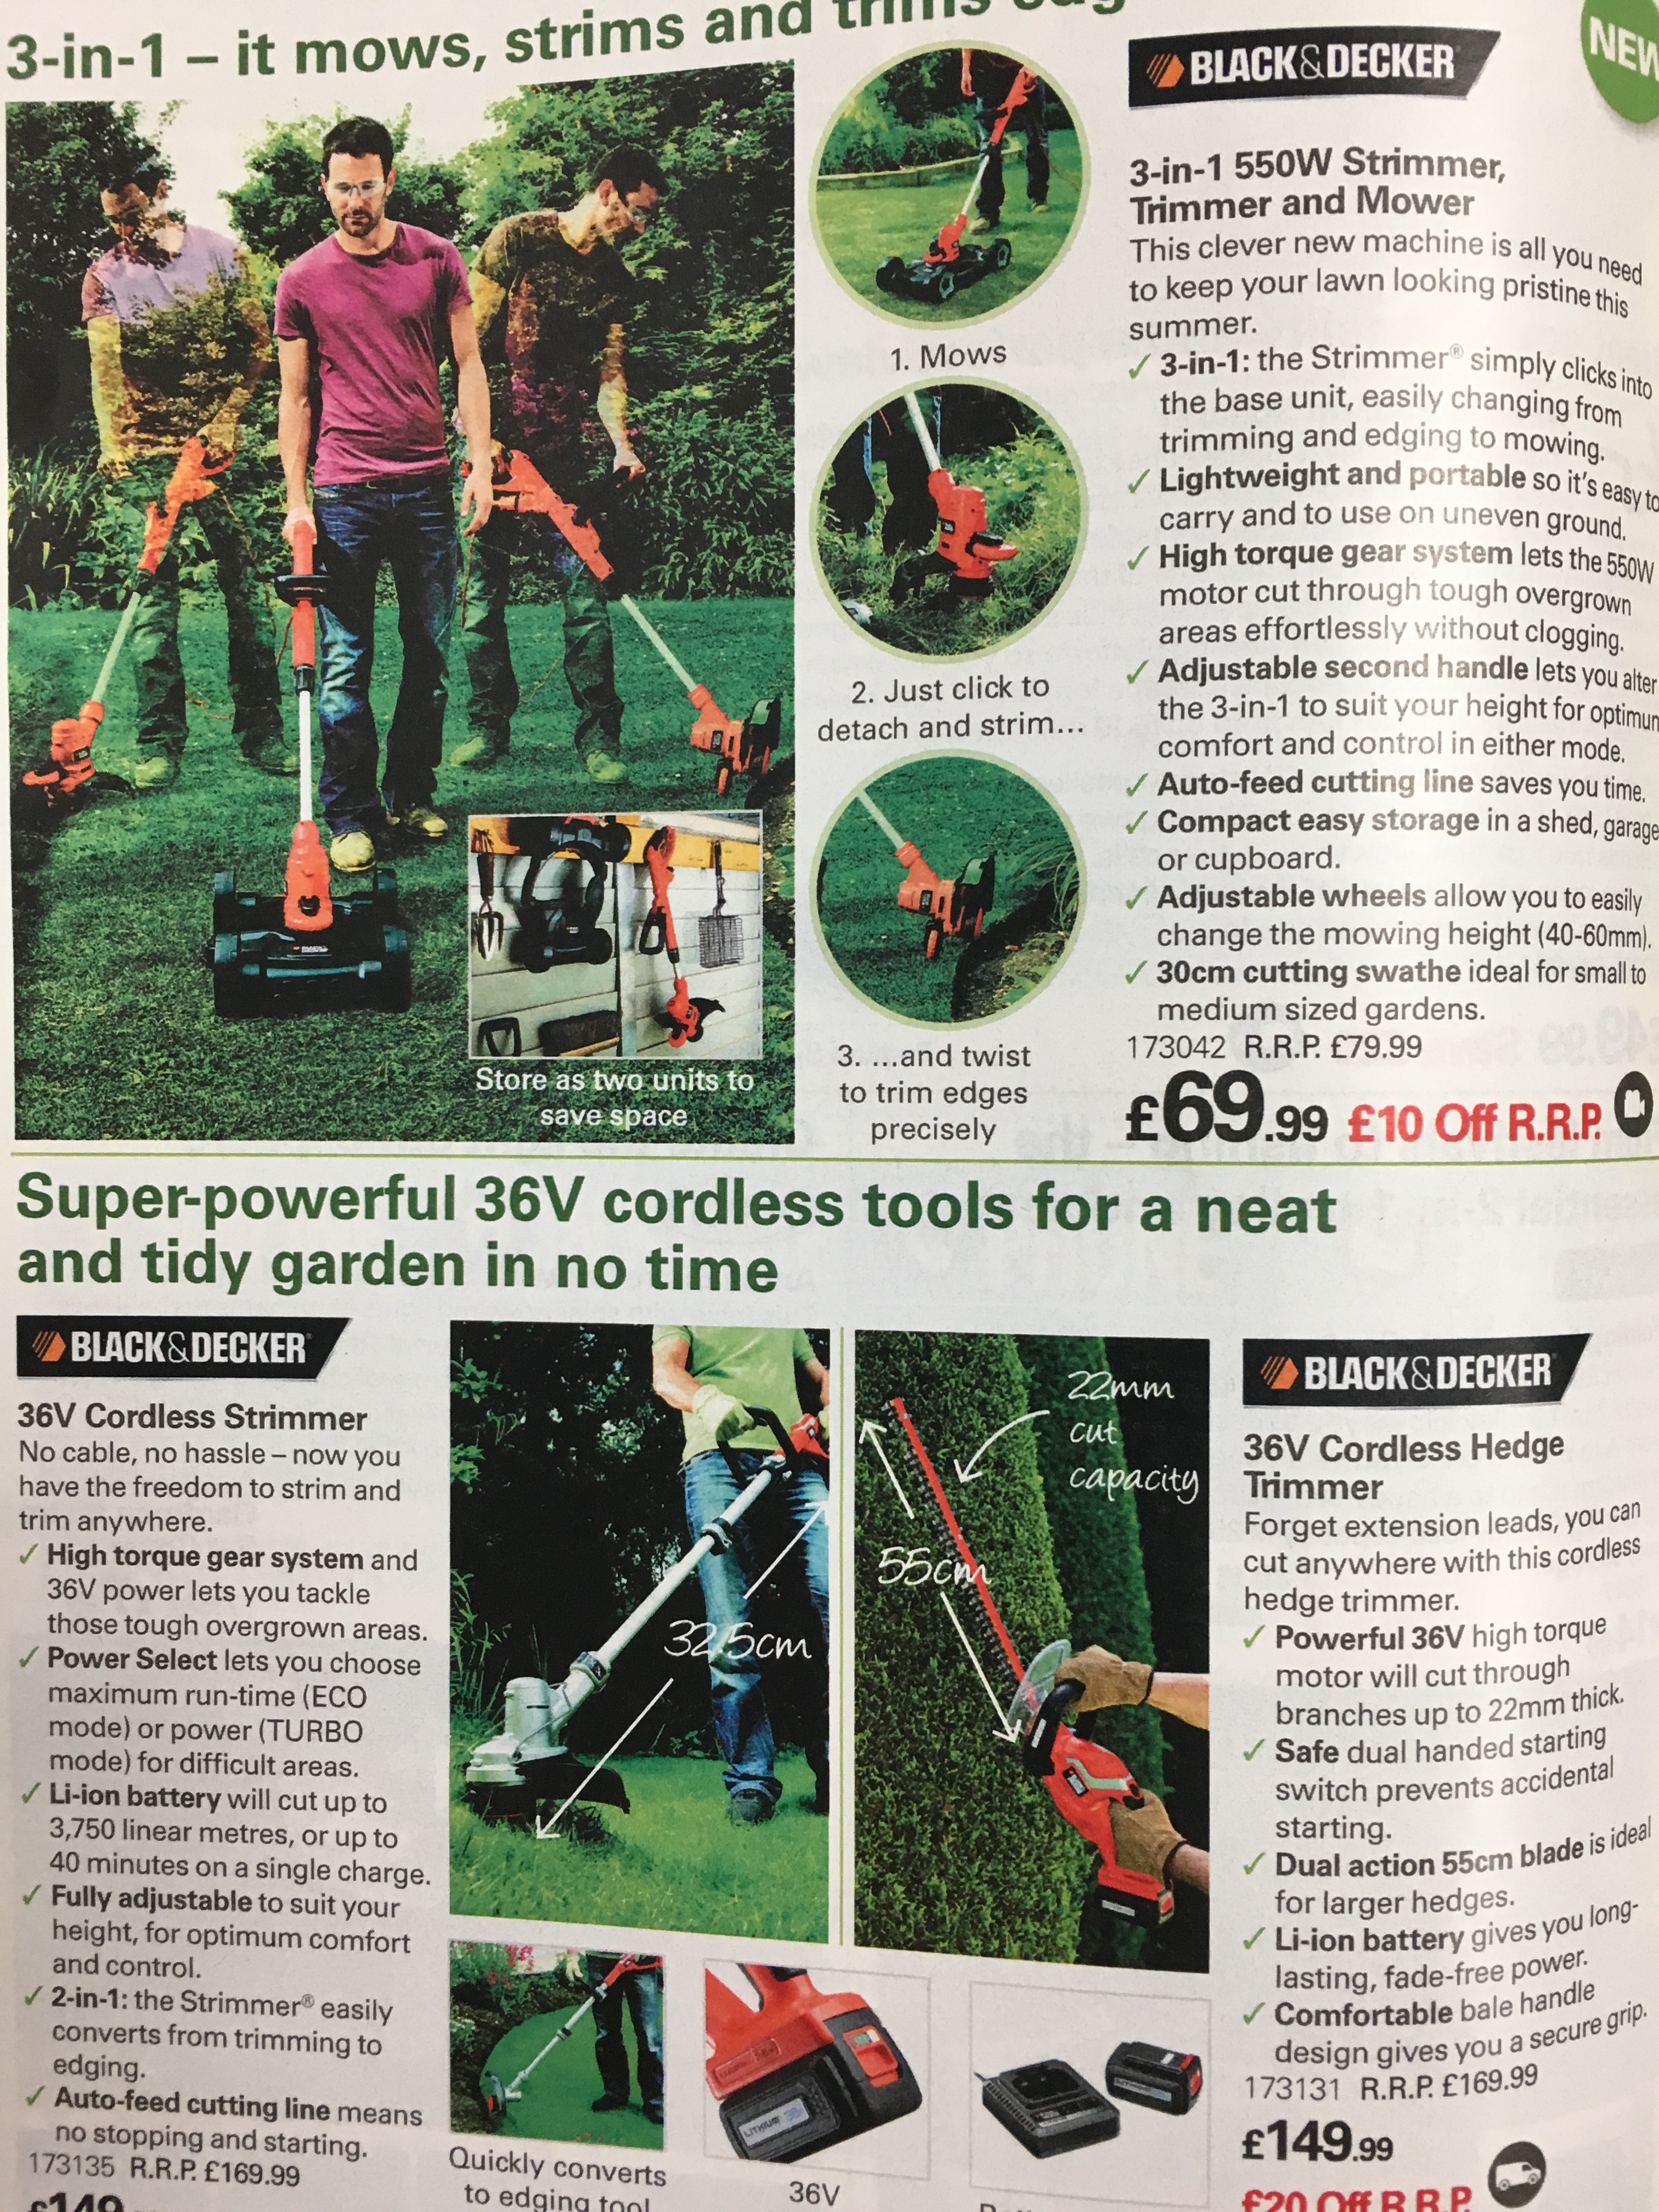 3-in-1 – it mows, strims and trims
BLACK&DECKER
NEW
1. Mows
2. Just click to
detach and strim...
3. ...and twist
to trim edges
precisely
Store as two units to
save space
3-in-1 550W Strimmer,
Trimmer and Mower
This clever new machine is all you need
to keep your lawn looking pristine this
summer.
✓ 3-in-1: the Strimmer® simply clicks into
the base unit, easily changing from
trimming and edging to mowing.
✓ Lightweight and portable so it's easy to
carry and to use on uneven ground.
✓ High torque gear system lets the 550W
motor cut through tough overgrown
areas effortlessly without clogging.
✓ Adjustable second handle lets you alter
the 3-in-1 to suit your height for optimum
comfort and control in either mode.
✓ Auto-feed cutting line saves you time.
✓ Compact easy storage in a shed, garage
or cupboard.
✓ Adjustable wheels allow you to easily
change the mowing height (40-60mm).
✓ 30cm cutting swathe ideal for small to
medium sized gardens.
173042 R.R.P. £79.99
£69.99 £10 Off R.R.P.
Super-powerful 36V cordless tools for a neat
and tidy garden in no time
BLACK&DECKER
36V Cordless Strimmer
No cable, no hassle – now you
have the freedom to strim and
trim anywhere.
✓ High torque gear system and
36V power lets you tackle
those tough overgrown areas.
✓ Power Select lets you choose
maximum run-time (ECO
mode) or power (TURBO
mode) for difficult areas.
✓ Li-ion battery will cut up to
3,750 linear metres, or up to
40 minutes on a single charge.
✓ Fully adjustable to suit your
height, for optimum comfort
and control.
✓ 2-in-1: the Strimmer® easily
converts from trimming to
edging.
✓ Auto-feed cutting line means
no stopping and starting.
173135 R.R.P. £169.99
£149
32.5cm
22mm
cut
capacity
55cm
Quickly converts
to edging tool
LITHIUM 36
36V
BLACK&DECKER
36V Cordless Hedge
Trimmer
Forget extension leads, you can
cut anywhere with this cordless
hedge trimmer.
✓ Powerful 36V high torque
motor will cut through
branches up to 22mm thick.
✓ Safe dual handed starting
switch prevents accidental
starting.
✓ Dual action 55cm blade is ideal
for larger hedges.
✓ Li-ion battery gives you long-
lasting, fade-free power.
✓ Comfortable bale handle
design gives you a secure grip.
173131 R.R.P. £169.99
£149.99
£20 Off R.R.P.